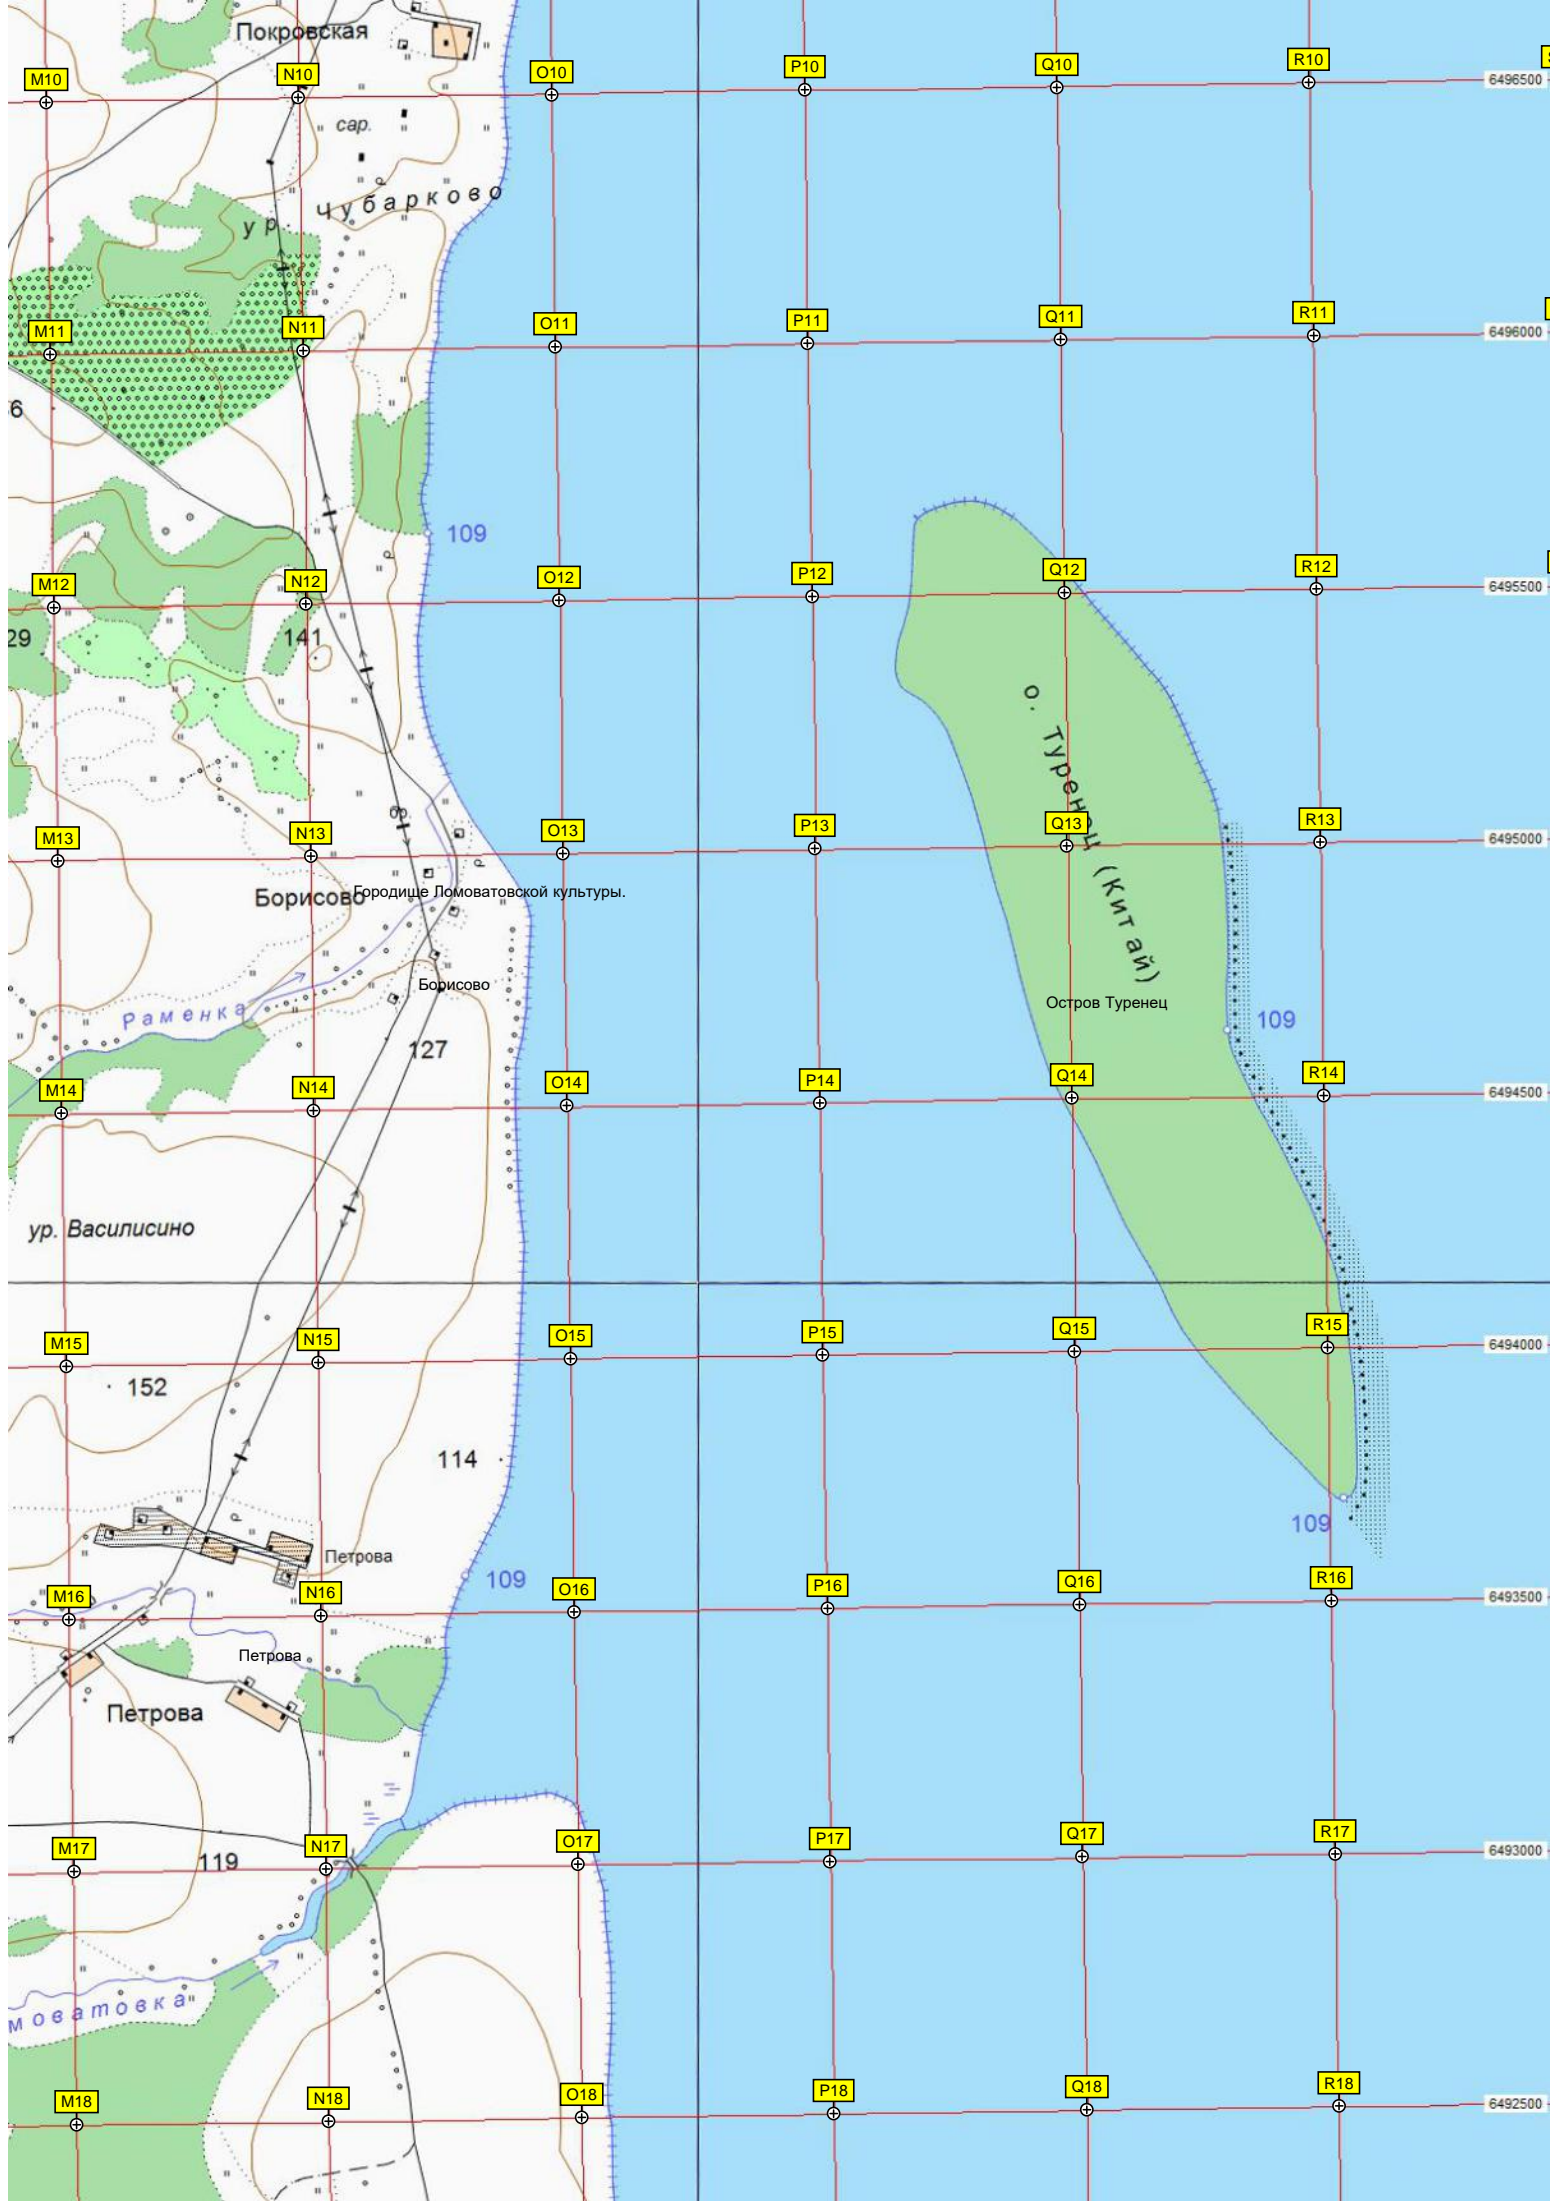 Покровская
M10 N10 O10 P10 Q10 R10 6496500
сар.
ур. Чубарково
M11 N11 O11 P11 Q11 R11 6496000
6
109
M12 N12 O12 P12 Q12 R12 6495500
29
141
о. Туренец (Китай)
M13 N13 O13 P13 Q13 R13 6495000
Борисово
Городище Ломоватовской культуры.
Борисово
Остров Туренец
Раменка
109
127
M14 N14 O14 P14 Q14 R14 6494500
ур. Василисино
M15 N15 O15 P15 Q15 R15 6494000
152
114
109
Петрова
109
M16 N16 O16 P16 Q16 R16 6493500
Петрова
Петрова
M17 N17 O17 P17 Q17 R17 6493000
119
моватовка
M18 N18 O18 P18 Q18 R18 6492500